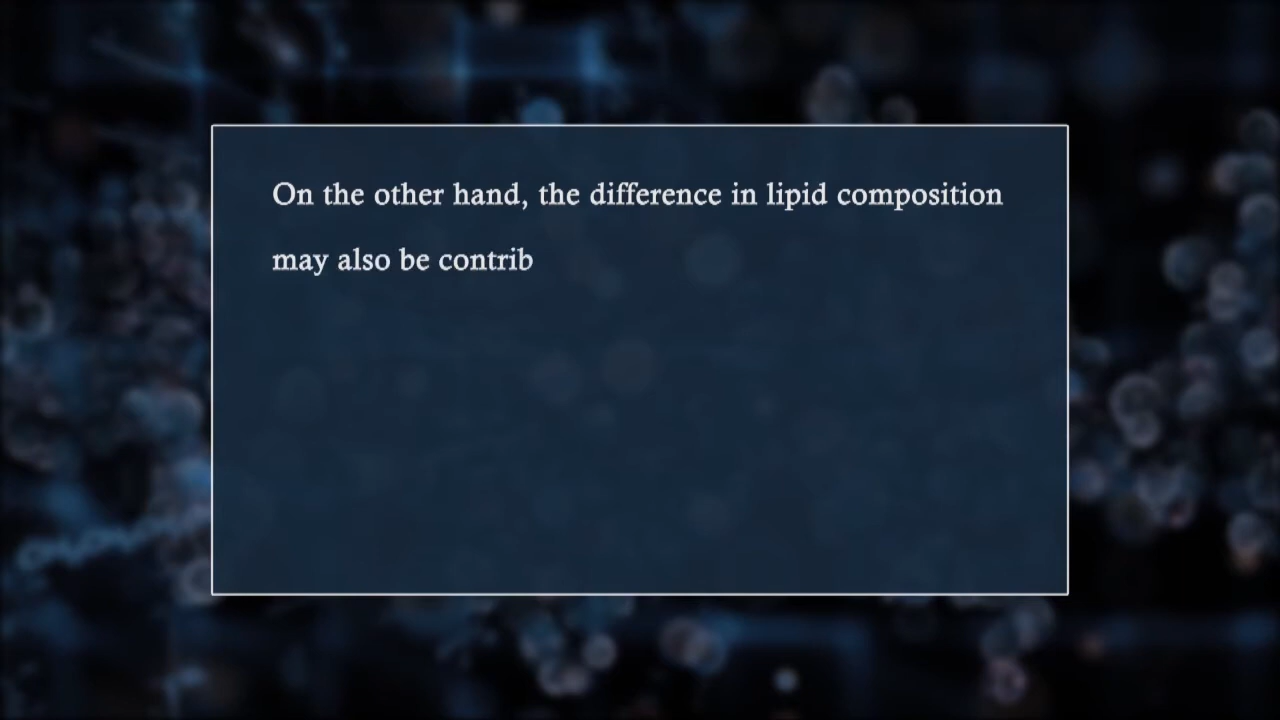 On the other hand, the difference in lipid composition
may also be contrib